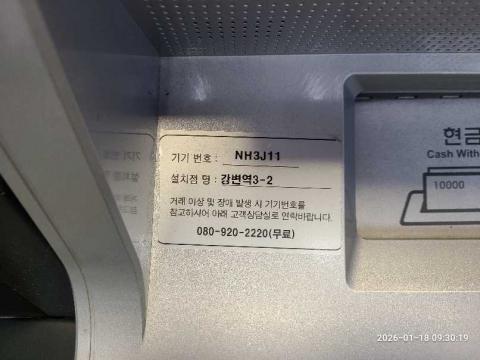 기기 번호 : NH3J11
설치점 명 : 강변역3-2
거래 이상 및 장애 발생 시 기기번호를
참고하시어 아래 고객상담실로 연락바랍니다.
080-920-2220(무료)
현금
Cash With
10000
2026-01-18 09:30:19